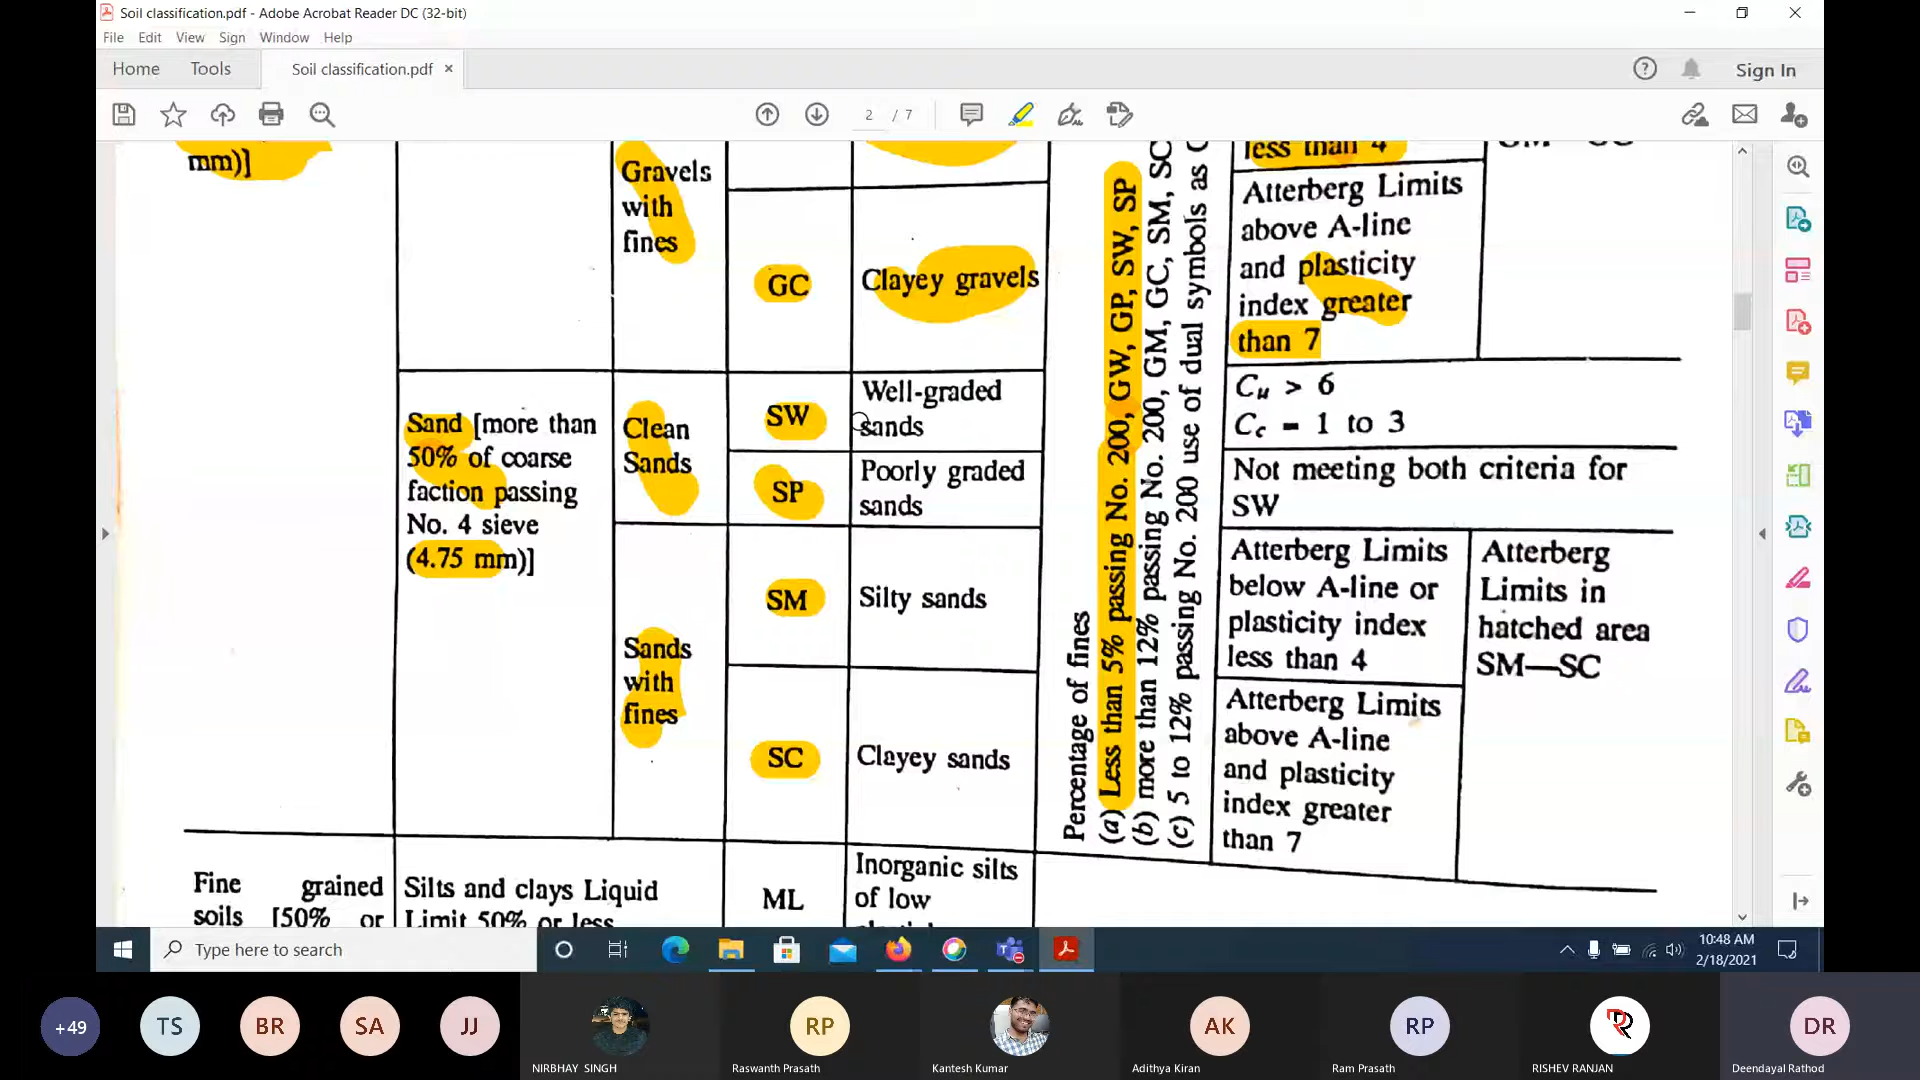 Soil classification.pdf - Adobe Acrobat Reader DC (32-bit)
File Edit View Sign Window Help
Home Tools Soil classification.pdf × Sign In
2 / 7
mm)]
Gravels
with
fines
GC
Clayey gravels
Sand [more than
50% of coarse
faction passing
No. 4 sieve
(4.75 mm)]
Clean
Sands
SW
Well-graded
sands
SP
Poorly graded
sands
Sands
with
fines
SM
Silty sands
SC
Clayey sands
Percentage of fines
(a) Less than 5% passing No. 200, GW, GP, SW, SP
(b) more than 12% passing No. 200, GM, GC, SM, SC
(c) 5 to 12% passing No. 200 use of dual symbols as
less than 4
Atterberg Limits
above A-line
and plasticity
index greater
than 7
Cu > 6
Cc = 1 to 3
Not meeting both criteria for
SW
Atterberg Limits
below A-line or
plasticity index
less than 4
Atterberg
Limits in
hatched area
SM—SC
Atterberg Limits
above A-line
and plasticity
index greater
than 7
Fine grained
soils [50% or
Silts and clays Liquid
Limit 50% or less
ML
Inorganic silts
of low
Type here to search
10:48 AM
2/18/2021
+49 TS BR SA JJ RP AK RP DR
NIRBHAY SINGH
Raswanth Prasath
Kantesh Kumar
Adithya Kiran
Ram Prasath
RISHEV RANJAN
Deendayal Rathod